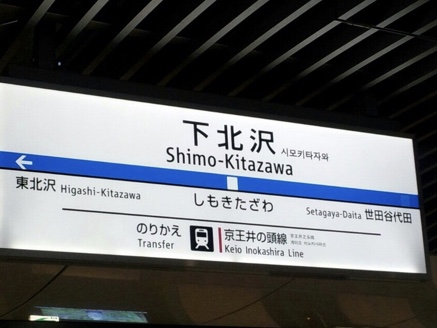 下北沢 시모키타자와
Shimo-Kitazawa
←
東北沢 Higashi-Kitazawa
しもきたざわ
Setagaya-Daita 世田谷代田
のりかえ
Transfer
京王井の頭線
Keio Inokashira Line